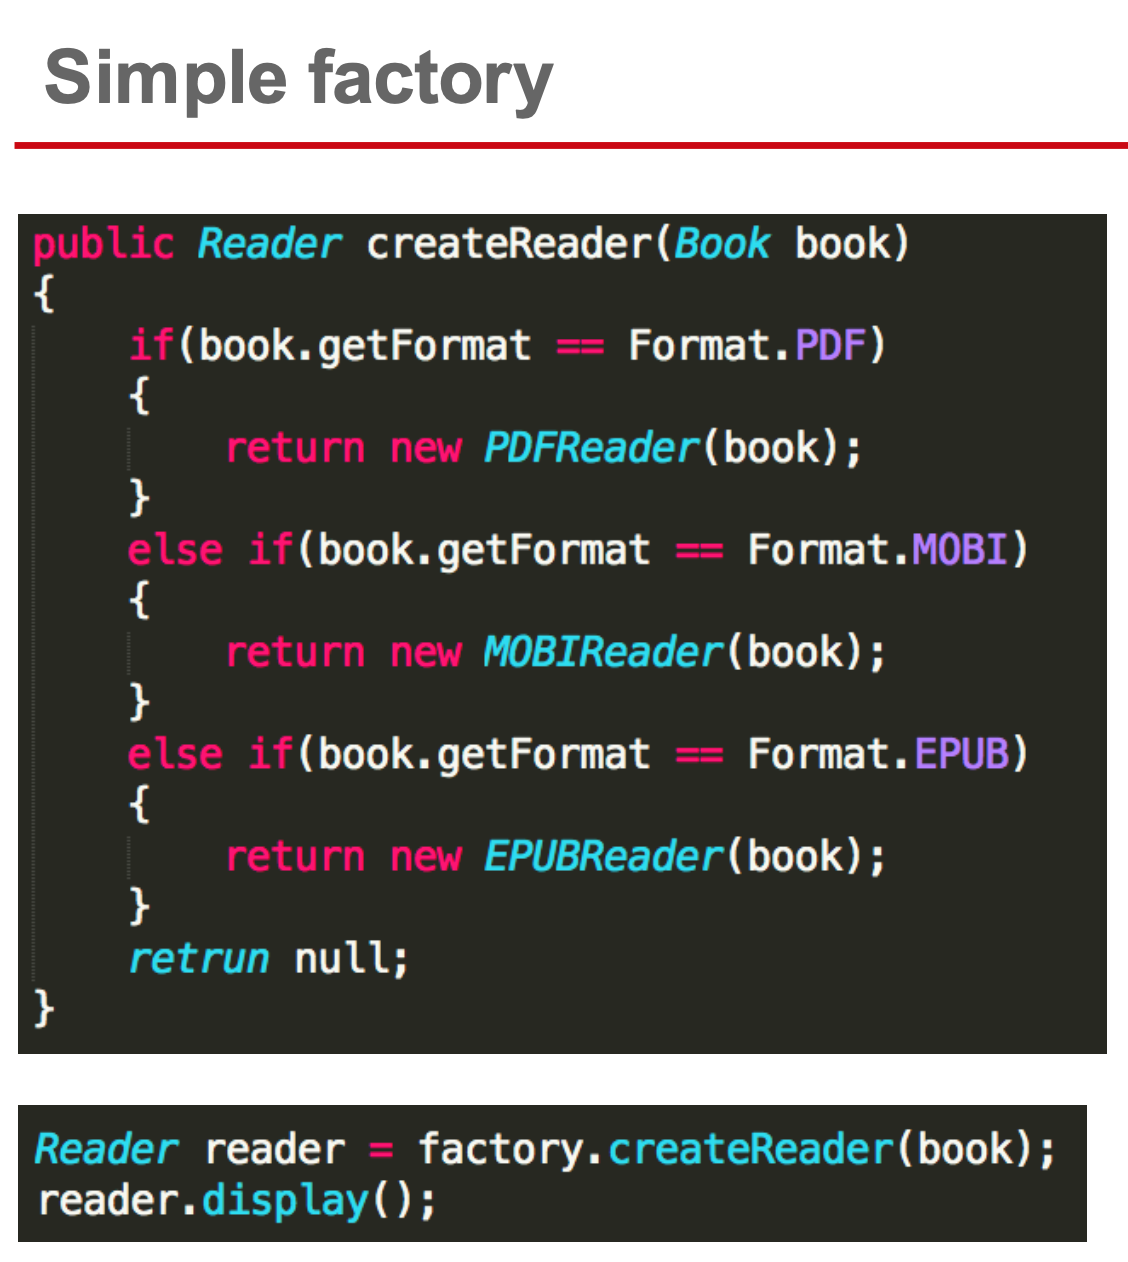 Simple factory
public Reader createReader(Book book)
{
if(book.getFormat == Format.PDF)
{
return new PDFReader(book);
}
else if(book.getFormat == Format.MOBI)
{
return new MOBIReader(book);
}
else if(book.getFormat == Format.EPUB)
{
return new EPUBReader(book);
}
retrun null;
}
Reader reader = factory.createReader(book);
reader.display();